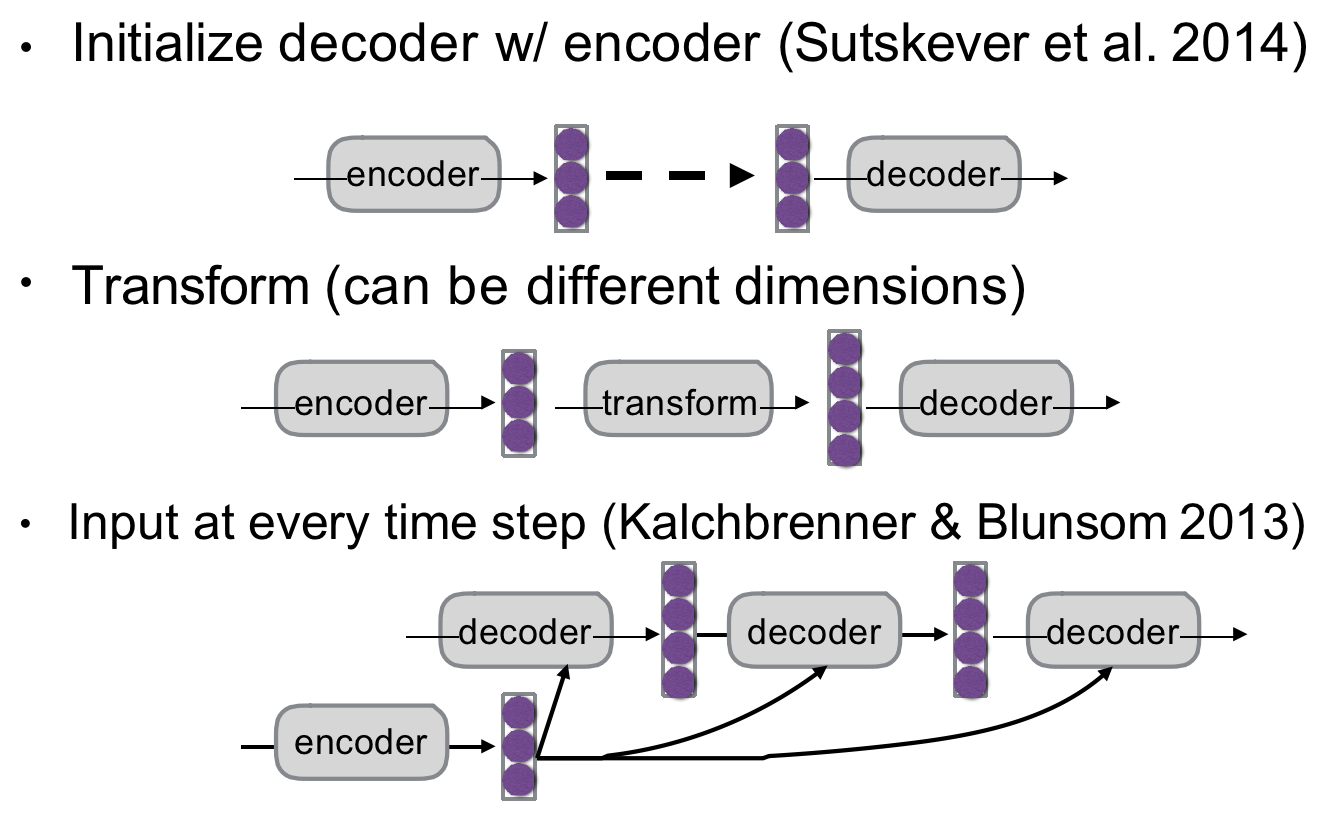 • Initialize decoder w/ encoder (Sutskever et al. 2014)
encoder decoder
• Transform (can be different dimensions)
encoder transform decoder
• Input at every time step (Kalchbrenner & Blunsom 2013)
decoder decoder decoder
encoder